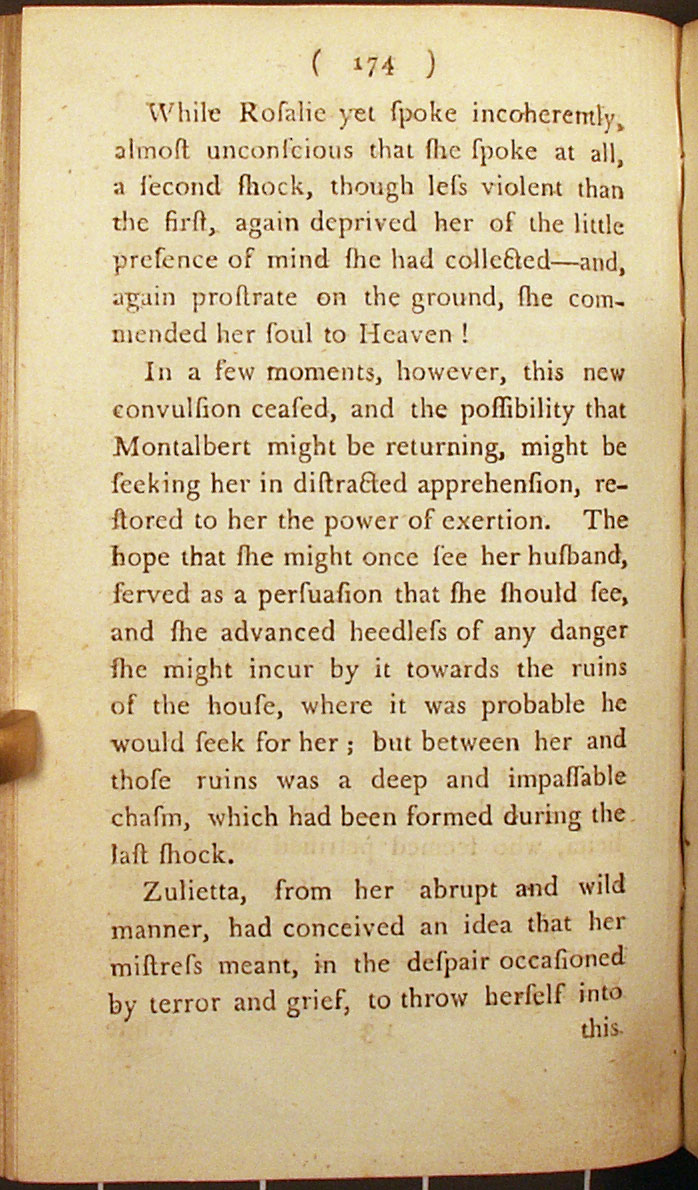 ( 174 )
While Roſalie yet ſpoke incoherently,
almoſt unconſcious that ſhe ſpoke at all,
a ſecond ſhock, though leſs violent than
the firſt, again deprived her of the little
preſence of mind ſhe had collected—and,
again proſtrate on the ground, ſhe com-
mended her ſoul to Heaven !
In a few moments, however, this new
convulſion ceaſed, and the poſſibility that
Montalbert might be returning, might be
ſeeking her in diſtracted apprehenſion, re-
ſtored to her the power of exertion. The
hope that ſhe might once ſee her huſband,
ſerved as a perſuaſion that ſhe ſhould ſee,
and ſhe advanced heedleſs of any danger
ſhe might incur by it towards the ruins
of the houſe, where it was probable he
would ſeek for her ; but between her and
thoſe ruins was a deep and impaſſable
chaſm, which had been formed during the
laſt ſhock.
Zulietta, from her abrupt and wild
manner, had conceived an idea that her
miſtreſs meant, in the deſpair occaſioned
by terror and grief, to throw herſelf into
this